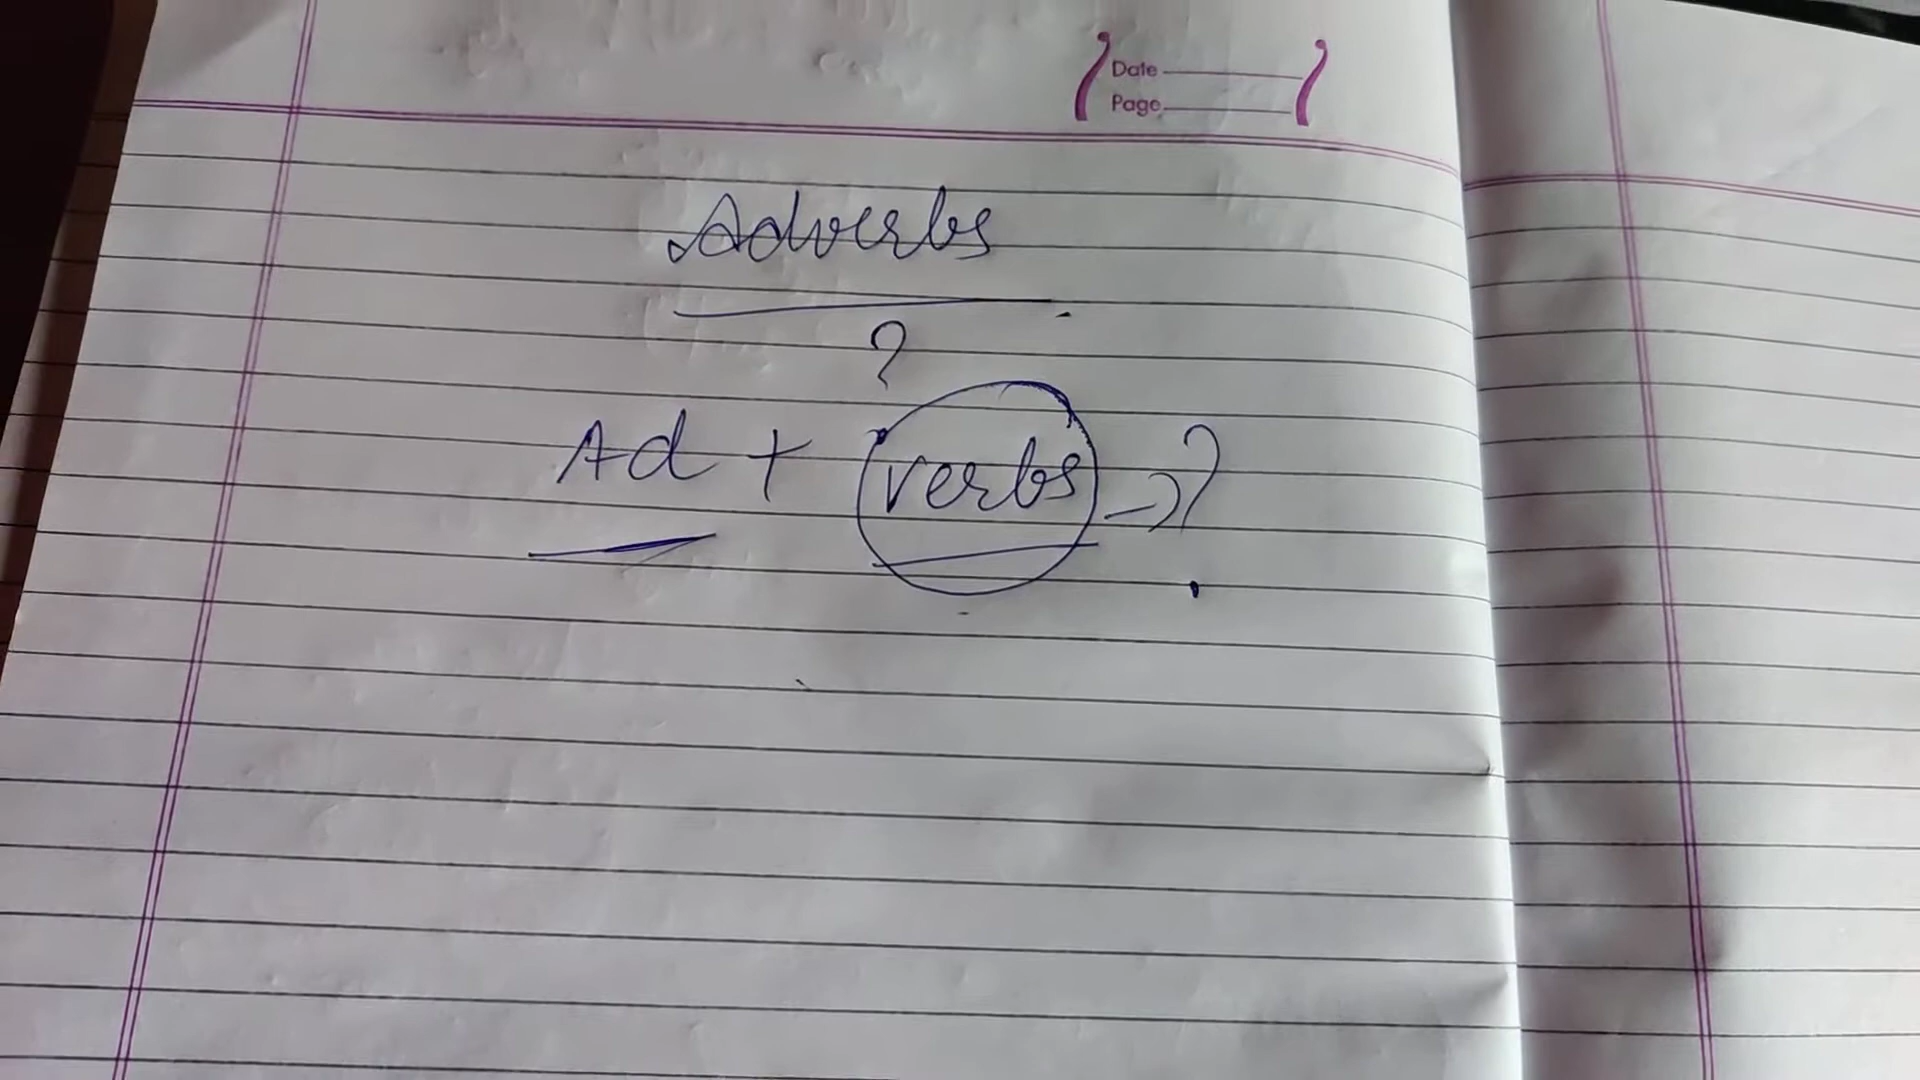 Date
Page
Adverbs
?
Ad + verbs →?